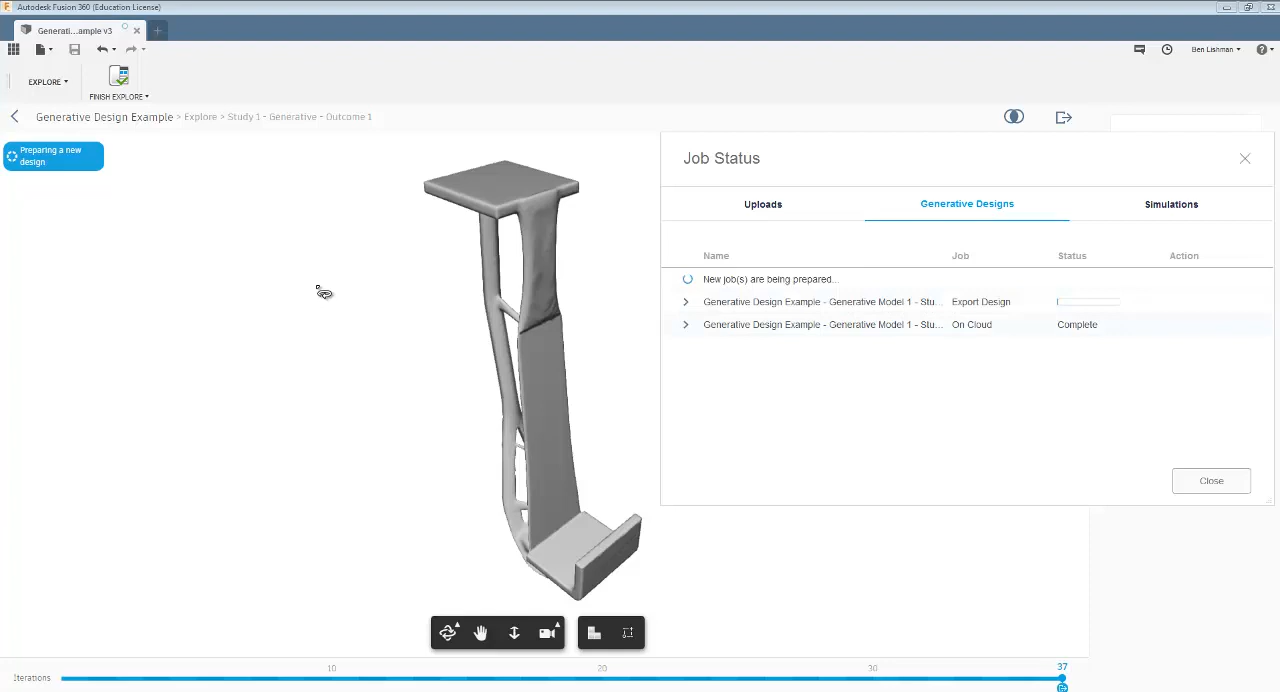 Autodesk Fusion 360 (Education License)
Generati...ample v3
Ben Lishman
EXPLORE
FINISH EXPLORE
Generative Design Example > Explore > Study 1 - Generative - Outcome 1
Preparing a new
design
Job Status
Uploads Generative Designs Simulations
Name Job Status Action
New job(s) are being prepared...
Generative Design Example - Generative Model 1 - Stu... Export Design
Generative Design Example - Generative Model 1 - Stu... On Cloud Complete
Close
10 20 30 37
Iterations